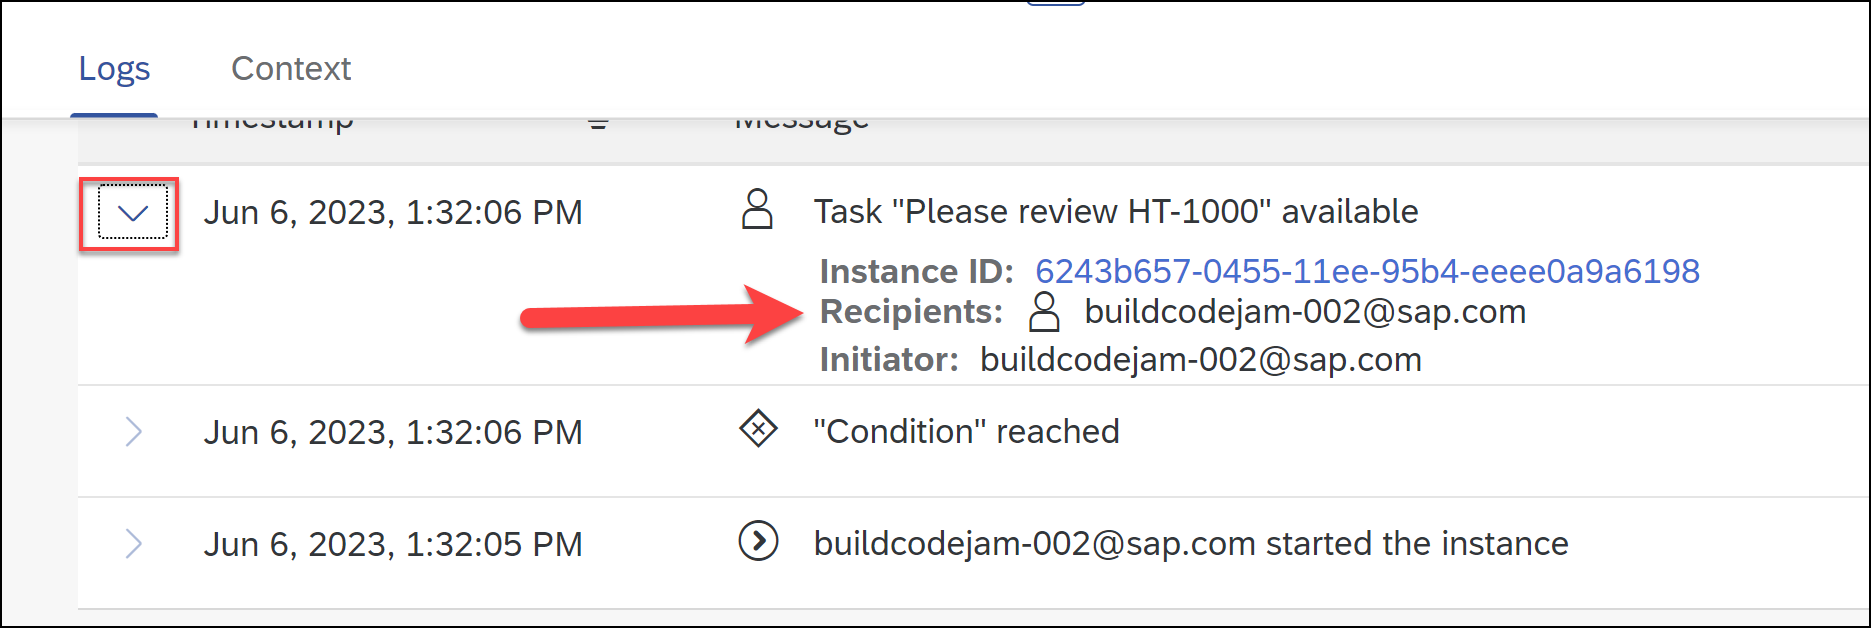 Logs Context
Timestamp Message
Jun 6, 2023, 1:32:06 PM Task "Please review HT-1000" available
Instance ID: 6243b657-0455-11ee-95b4-eeee0a9a6198
Recipients: buildcodejam-002@sap.com
Initiator: buildcodejam-002@sap.com
Jun 6, 2023, 1:32:06 PM "Condition" reached
Jun 6, 2023, 1:32:05 PM buildcodejam-002@sap.com started the instance